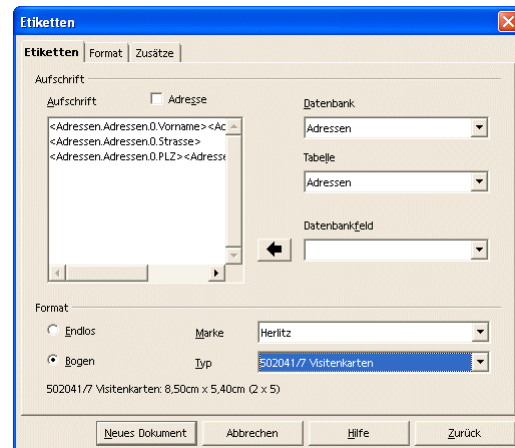 Etiketten
Etiketten Format Zusätze
Aufschrift
Aufschrift Adresse
<Adressen.Adressen.0.Vorname><Ac
<Adressen.Adressen.0.Strasse>
<Adressen.Adressen.0.PLZ><Adresse
Datenbank
Adressen
Tabelle
Adressen
Datenbankfeld
Format
Endlos
Marke Herlitz
Bogen
Typ 502041/7 Visitenkarten
502041/7 Visitenkarten: 8,50cm x 5,40cm (2 x 5)
Neues Dokument Abbrechen Hilfe Zurück